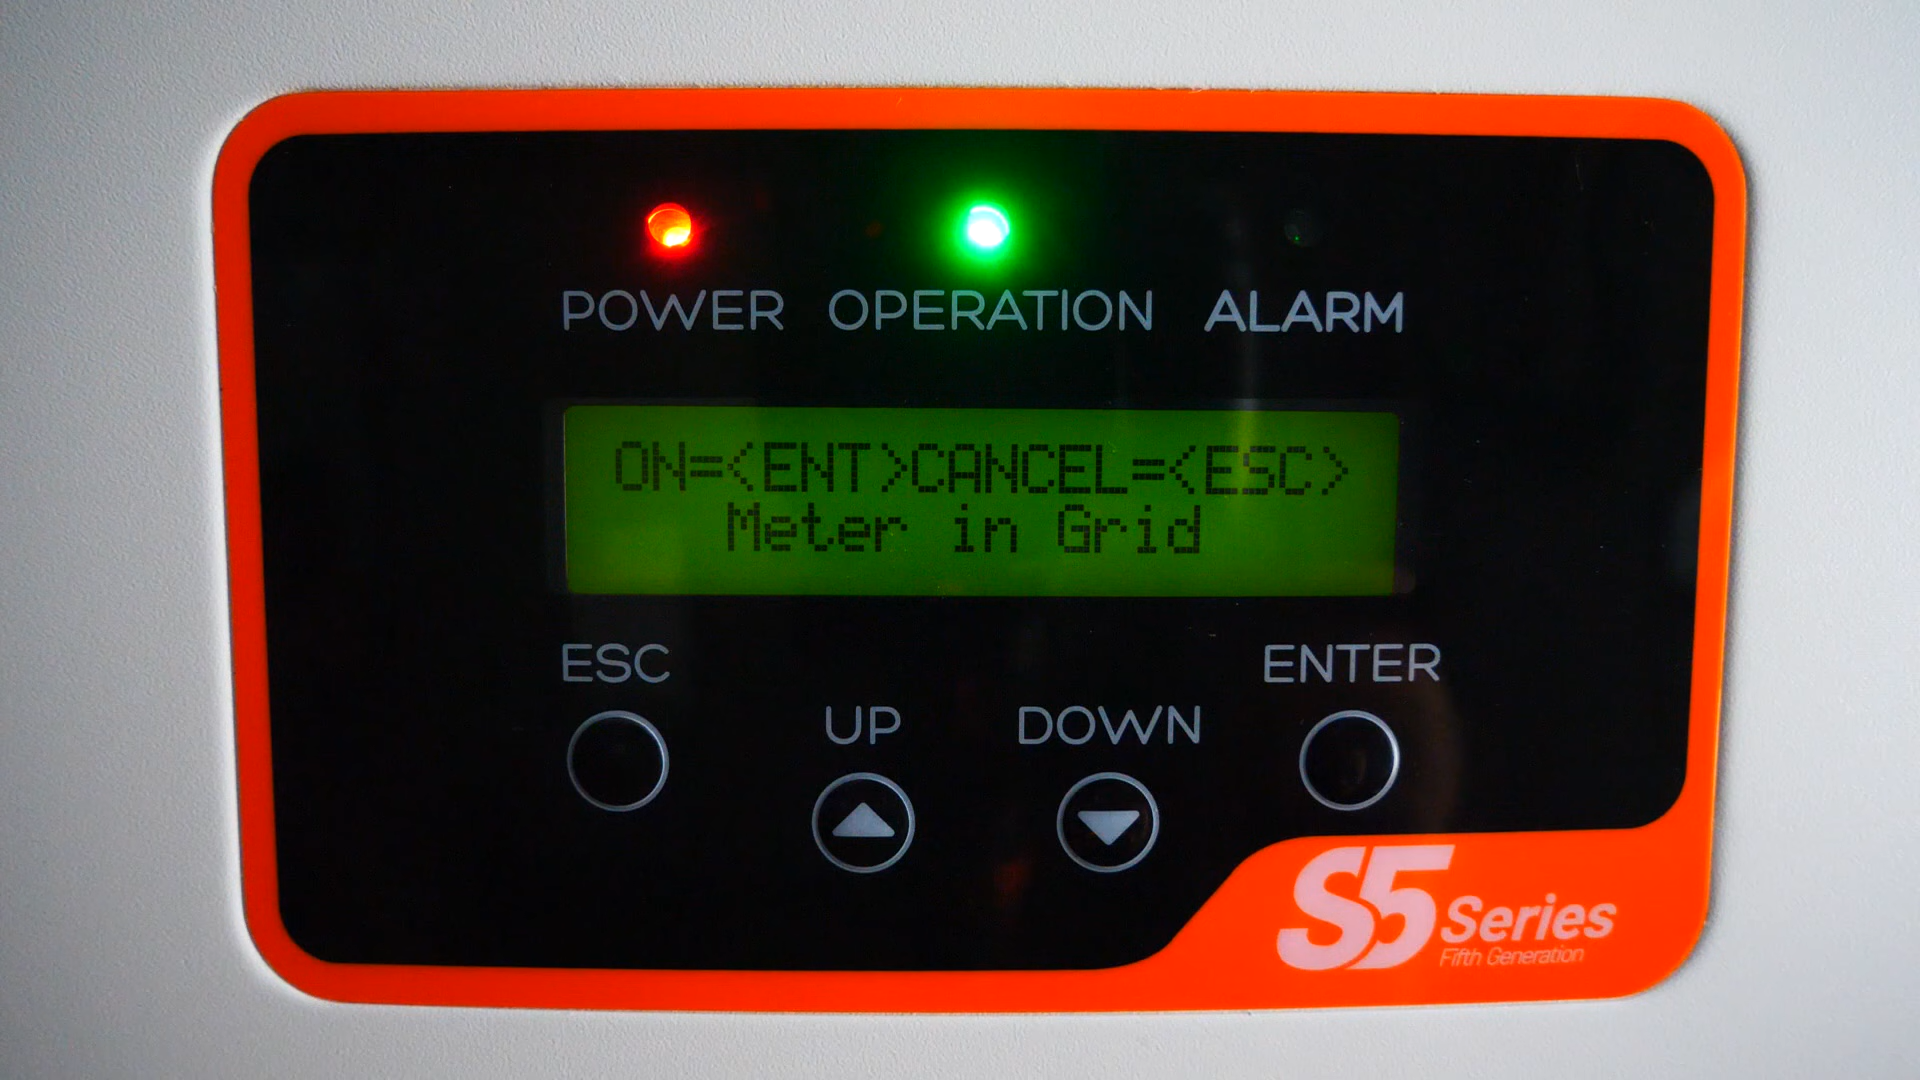 POWER OPERATION ALARM
ON=<ENT>CANCEL=<ESC>
Meter in Grid
ESC
UP
DOWN
ENTER
S5 Series
Fifth Generation